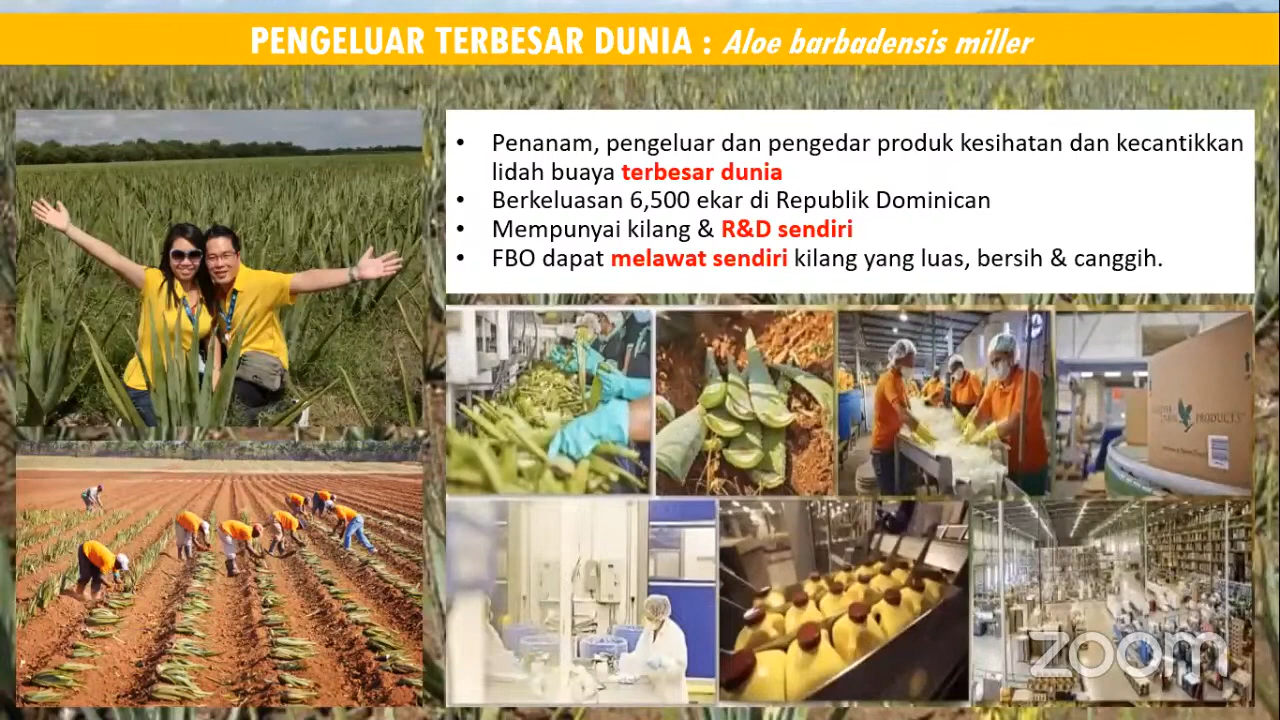 PENGELUAR TERBESAR DUNIA : Aloe barbadensis miller
• Penanam, pengeluar dan pengedar produk kesihatan dan kecantikkan
lidah buaya terbesar dunia
• Berkeluasan 6,500 ekar di Republik Dominican
• Mempunyai kilang & R&D sendiri
• FBO dapat melawat sendiri kilang yang luas, bersih & canggih.
PRODUCTS
zoom